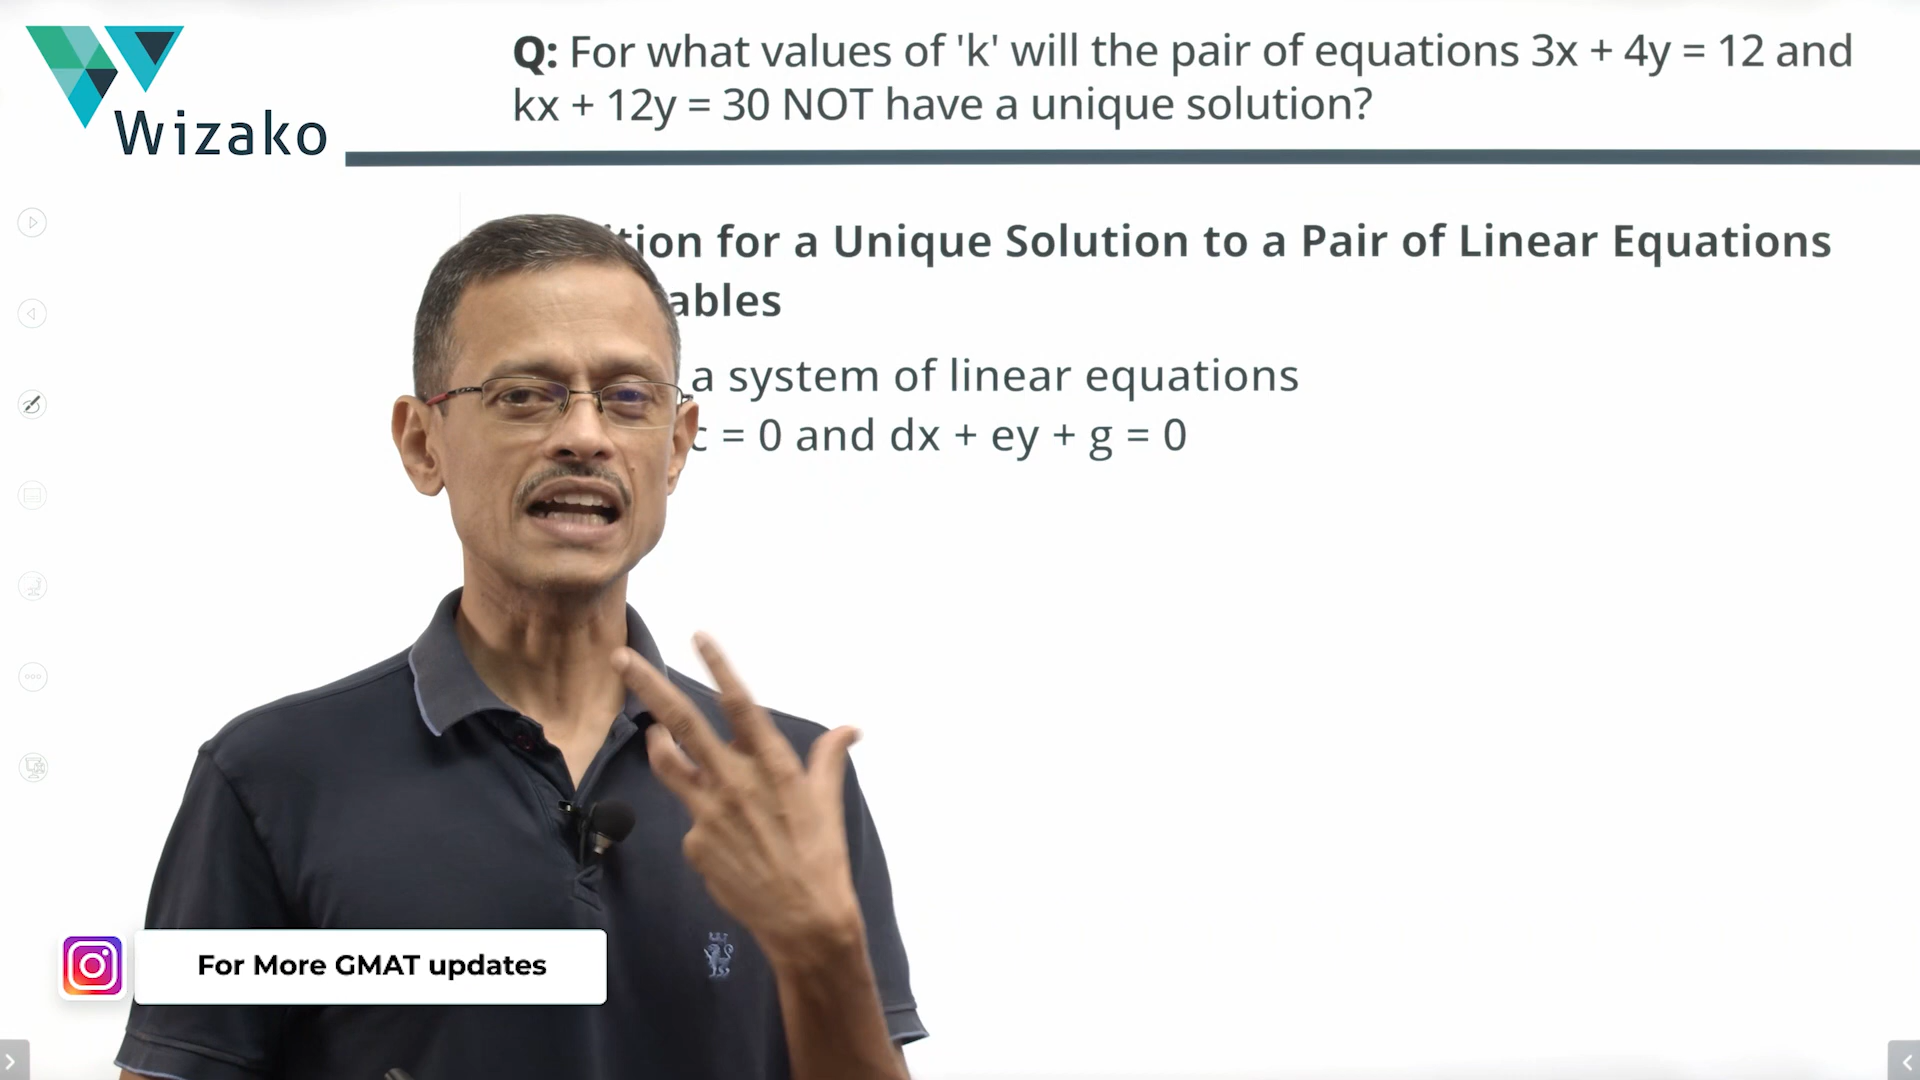 Wizako
Q: For what values of 'k' will the pair of equations 3x + 4y = 12 and
kx + 12y = 30 NOT have a unique solution?
for a Unique Solution to a Pair of Linear Equations
a system of linear equations
c = 0 and dx + ey + g = 0
For More GMAT updates